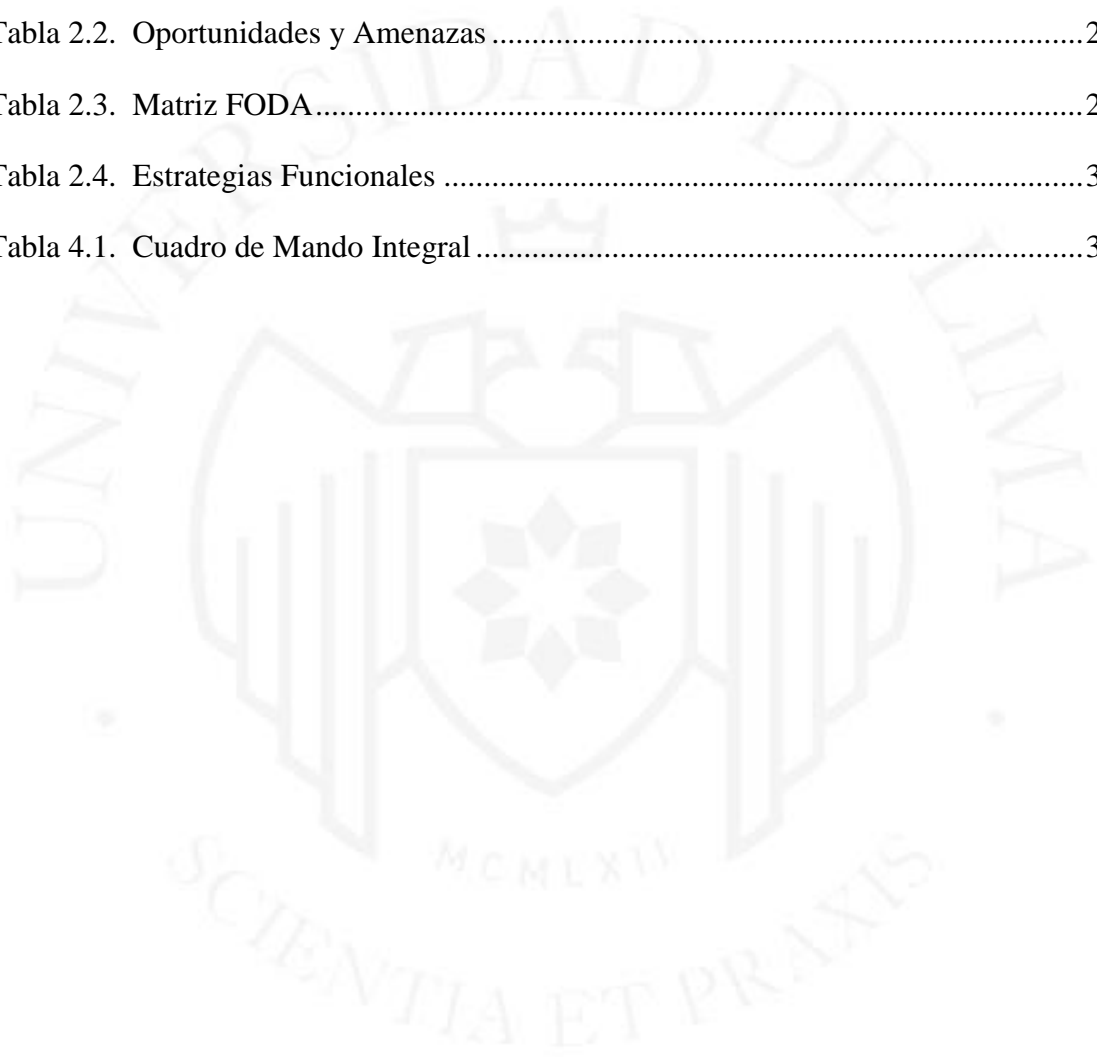 Tabla 2.2. Oportunidades y Amenazas ........................................................................ 2
Tabla 2.3. Matriz FODA ............................................................................................. 2
Tabla 2.4. Estrategias Funcionales ............................................................................. 3
Tabla 4.1. Cuadro de Mando Integral ......................................................................... 3
UNIVERSIDAD DE LIMA
MCMLXII
SCIENTIA ET PRAXIS